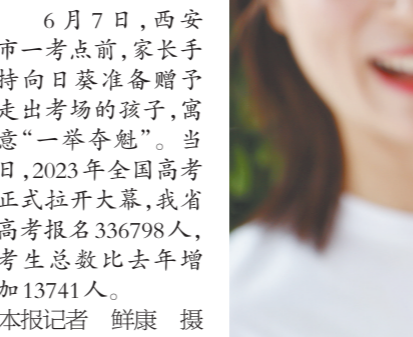 6月7日，西安
市一考点前，家长手
持向日葵准备赠予
走出考场的孩子，寓
意“一举夺魁”。当
日，2023年全国高考
正式拉开大幕，我省
高考报名336798人，
考生总数比去年增
加13741人。
本报记者 鲜康 摄